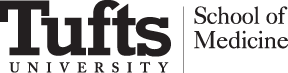 Tufts
UNIVERSITY
School of
Medicine